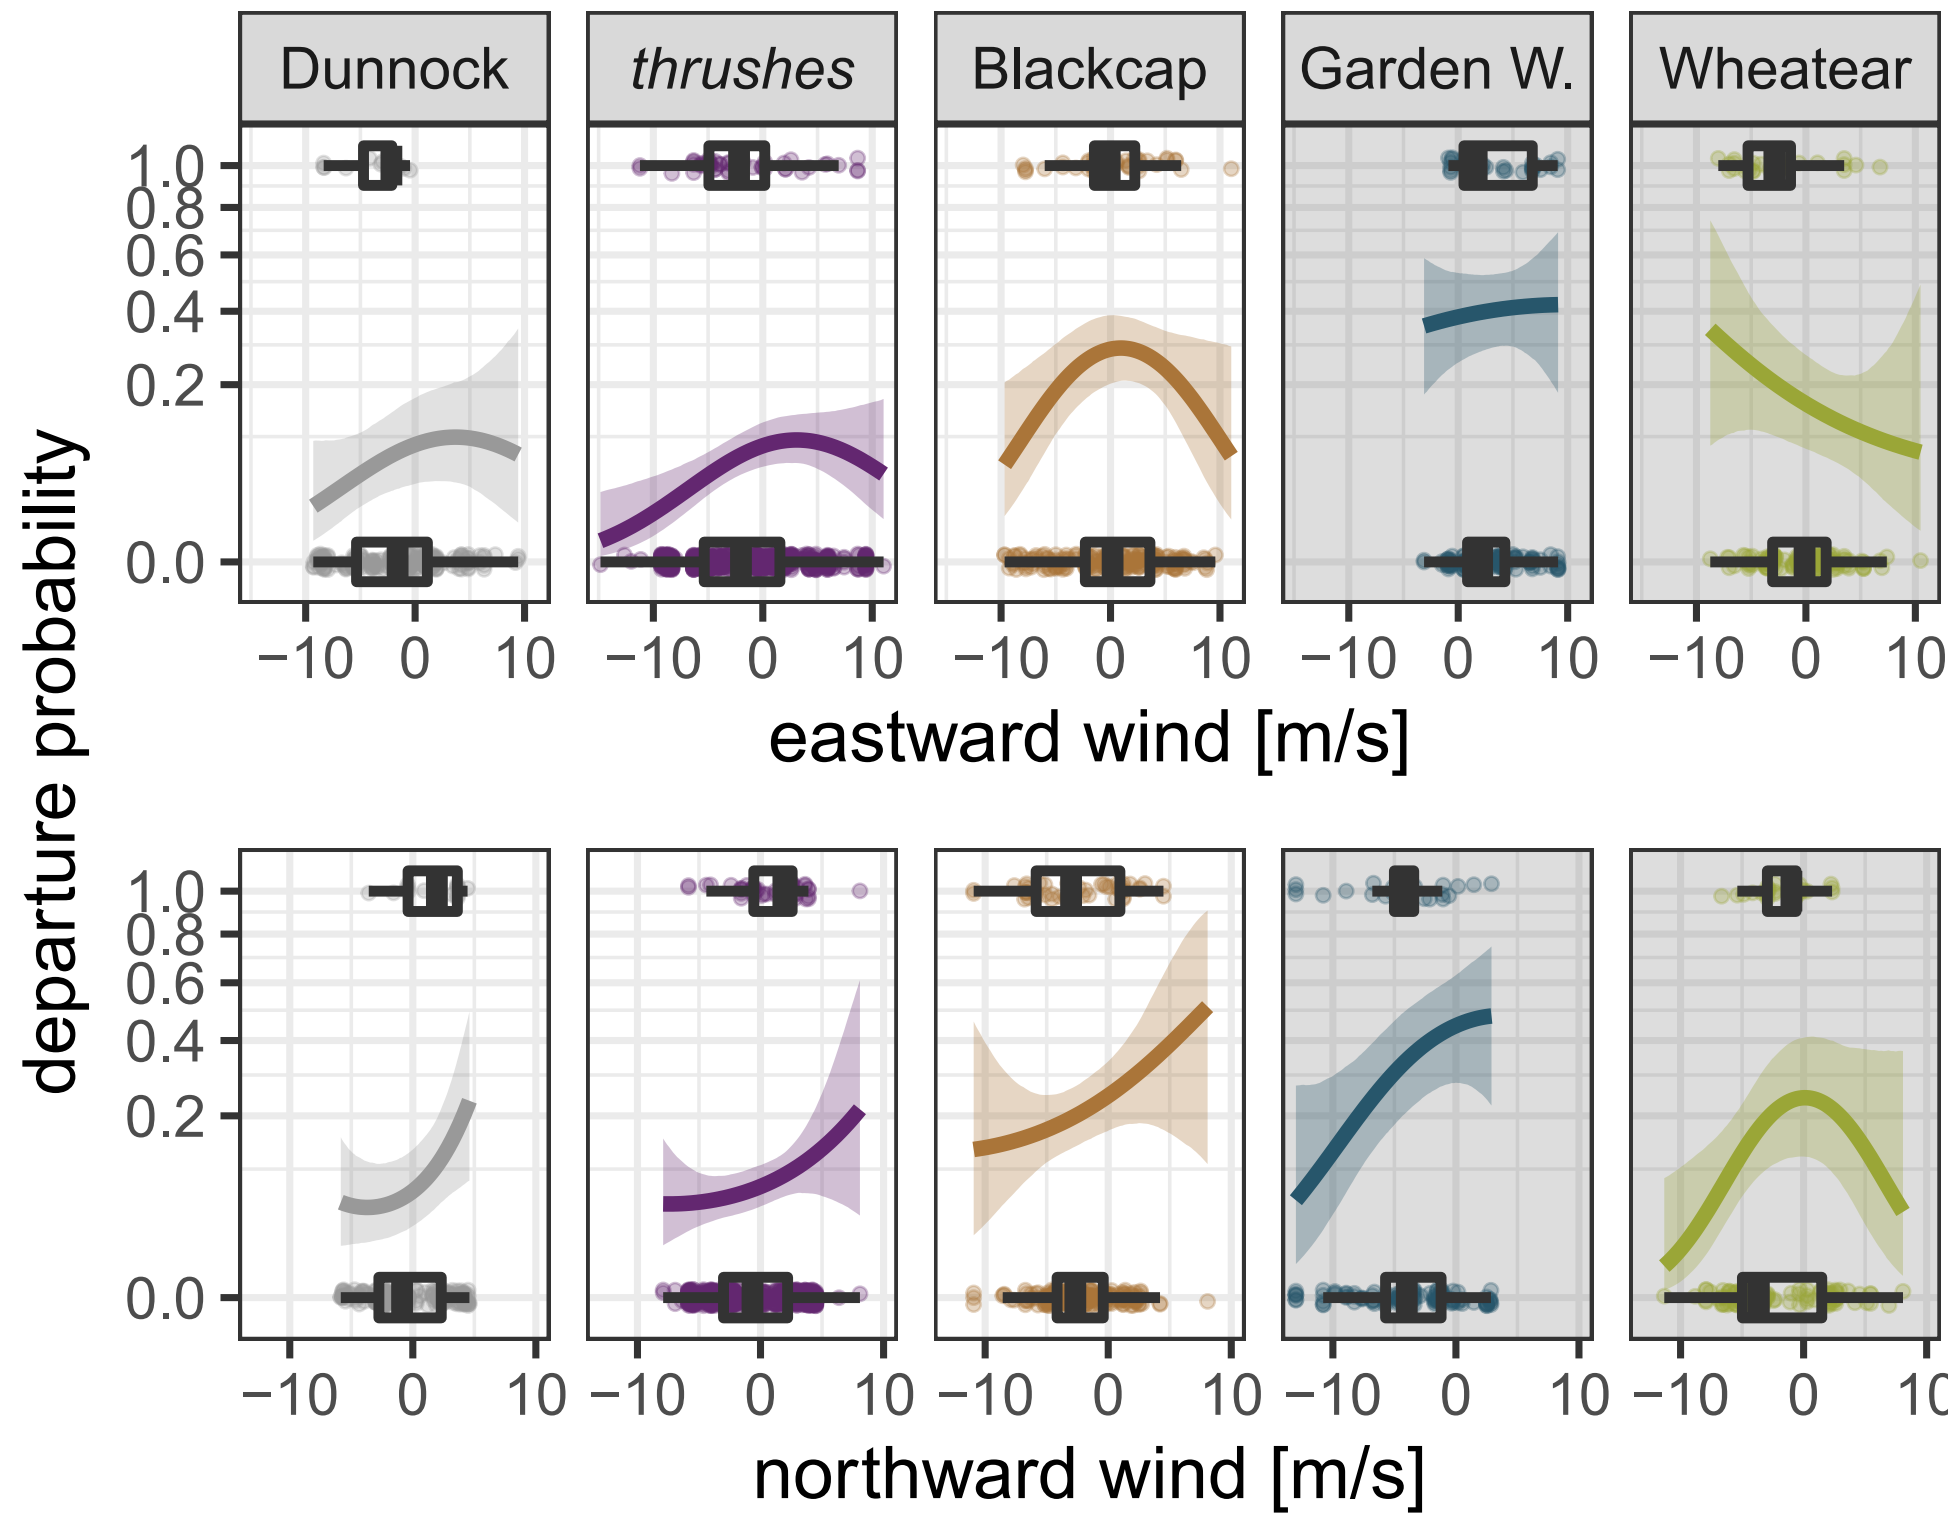 Dunnock thrushes Blackcap Garden W. Wheatear
1.0
0.8
0.6
0.4
0.2
0.0
−10 0 10 −10 0 10 −10 0 10 −10 0 10 −10 0 10
eastward wind [m/s]
departure probability
1.0
0.8
0.6
0.4
0.2
0.0
−10 0 10 −10 0 10 −10 0 10 −10 0 10 −10 0 10
northward wind [m/s]